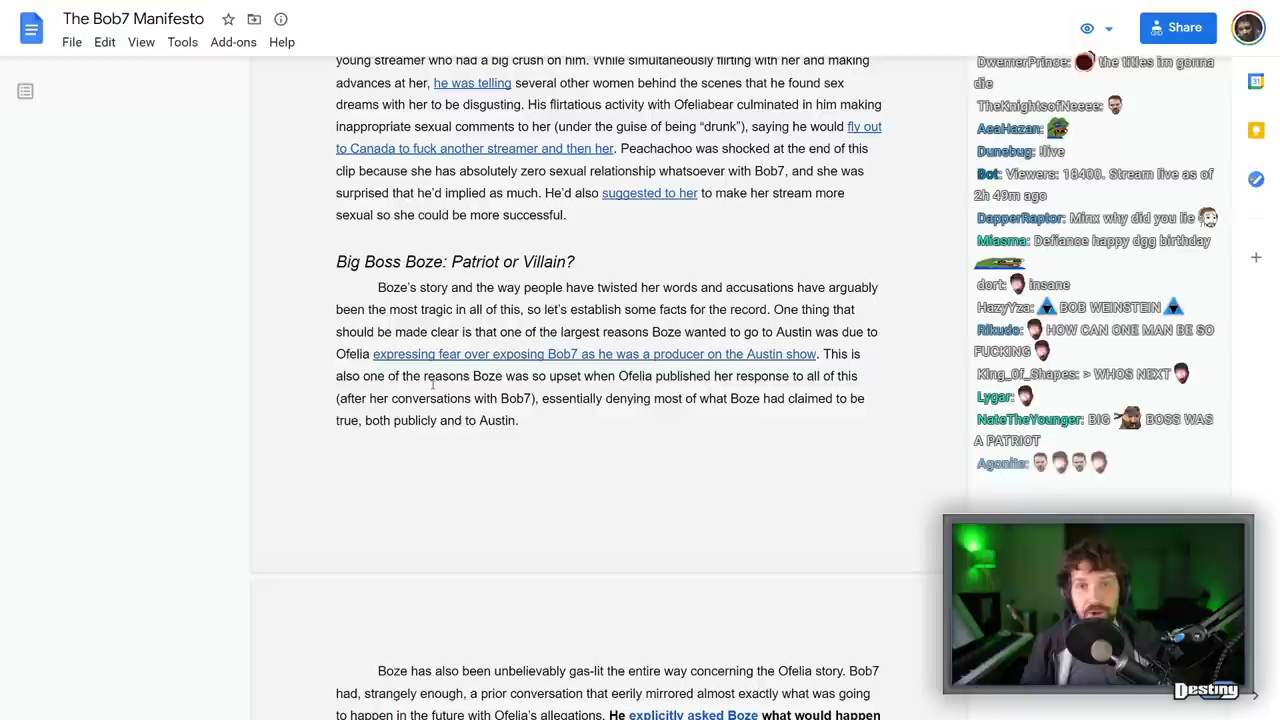 The Bob7 Manifesto
File Edit View Tools Add-ons Help
Share
young streamer who had a big crush on him. While simultaneously flirting with her and making
advances at her, he was telling several other women behind the scenes that he found sex
dreams with her to be disgusting. His flirtatious activity with Ofeliabear culminated in him making
inappropriate sexual comments to her (under the guise of being “drunk”), saying he would fly out
to Canada to fuck another streamer and then her. Peachachoo was shocked at the end of this
clip because she has absolutely zero sexual relationship whatsoever with Bob7, and she was
surprised that he’d implied as much. He’d also suggested to her to make her stream more
sexual so she could be more successful.
Big Boss Boze: Patriot or Villain?
Boze’s story and the way people have twisted her words and accusations have arguably
been the most tragic in all of this, so let’s establish some facts for the record. One thing that
should be made clear is that one of the largest reasons Boze wanted to go to Austin was due to
Ofelia expressing fear over exposing Bob7 as he was a producer on the Austin show. This is
also one of the reasons Boze was so upset when Ofelia published her response to all of this
(after her conversations with Bob7), essentially denying most of what Boze had claimed to be
true, both publicly and to Austin.
Boze has also been unbelievably gas-lit the entire way concerning the Ofelia story. Bob7
had, strangely enough, a prior conversation that eerily mirrored almost exactly what was going
to happen in the future with Ofelia’s allegations. He explicitly asked Boze what would happen
DwemerPrince: the titles im gonna
die
TheKnightsofNeeee:
AeaHazan:
Dunebug: !live
Bot: Viewers: 18400. Stream live as of
2h 49m ago
DapperRaptor: Minx why did you lie
Miasma: Defiance happy dgg birthday
dort: insane
HazyYza: BOB WEINSTEIN
Rikudo: HOW CAN ONE MAN BE SO
FUCKING
King_Of_Shapes: > WHOS NEXT
Lygar:
NateTheYounger: BIG BOSS WAS
A PATRIOT
Agonite:
31
Destiny